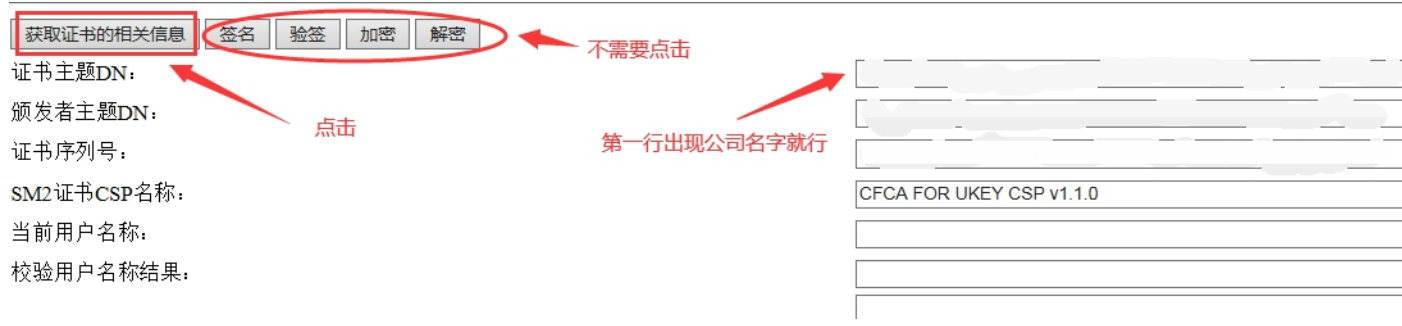 获取证书的相关信息 签名 验签 加密 解密
不需要点击
证书主题DN：
颁发者主题DN：
点击
第一行出现公司名字就行
证书序列号：
SM2证书CSP名称： CFCA FOR UKEY CSP v1.1.0
当前用户名称：
校验用户名称结果：